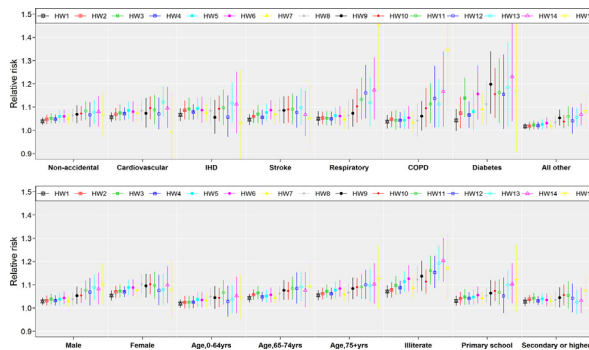 HW1 HW2 HW3 HW4 HW5 HW6 HW7 HW8 HW9 HW10 HW11 HW12 HW13 HW14 HW1
Relative risk
1.5
1.4
1.3
1.2
1.1
1.0
0.9
Non-accidental Cardiovascular IHD Stroke Respiratory COPD Diabetes All other
HW1 HW2 HW3 HW4 HW5 HW6 HW7 HW8 HW9 HW10 HW11 HW12 HW13 HW14 HW1
Relative risk
1.5
1.4
1.3
1.2
1.1
1.0
0.9
Male Female Age,0-64yrs Age,65-74yrs Age,75+yrs Illiterate Primary school Secondary or higher